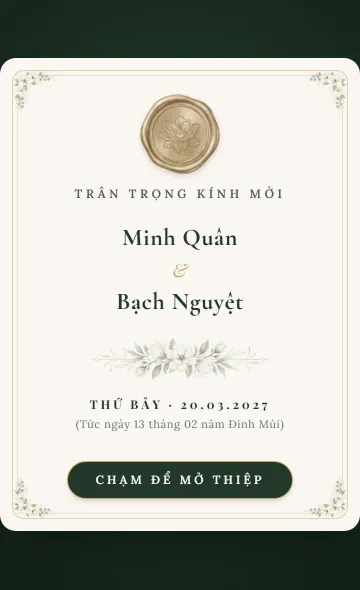 TRÂN TRỌNG KÍNH MỜI
Minh Quân
&
Bạch Nguyệt
THỨ BẢY · 20.03.2027
(Tức ngày 13 tháng 02 năm Đinh Mùi)
CHẠM ĐỂ MỞ THIỆP